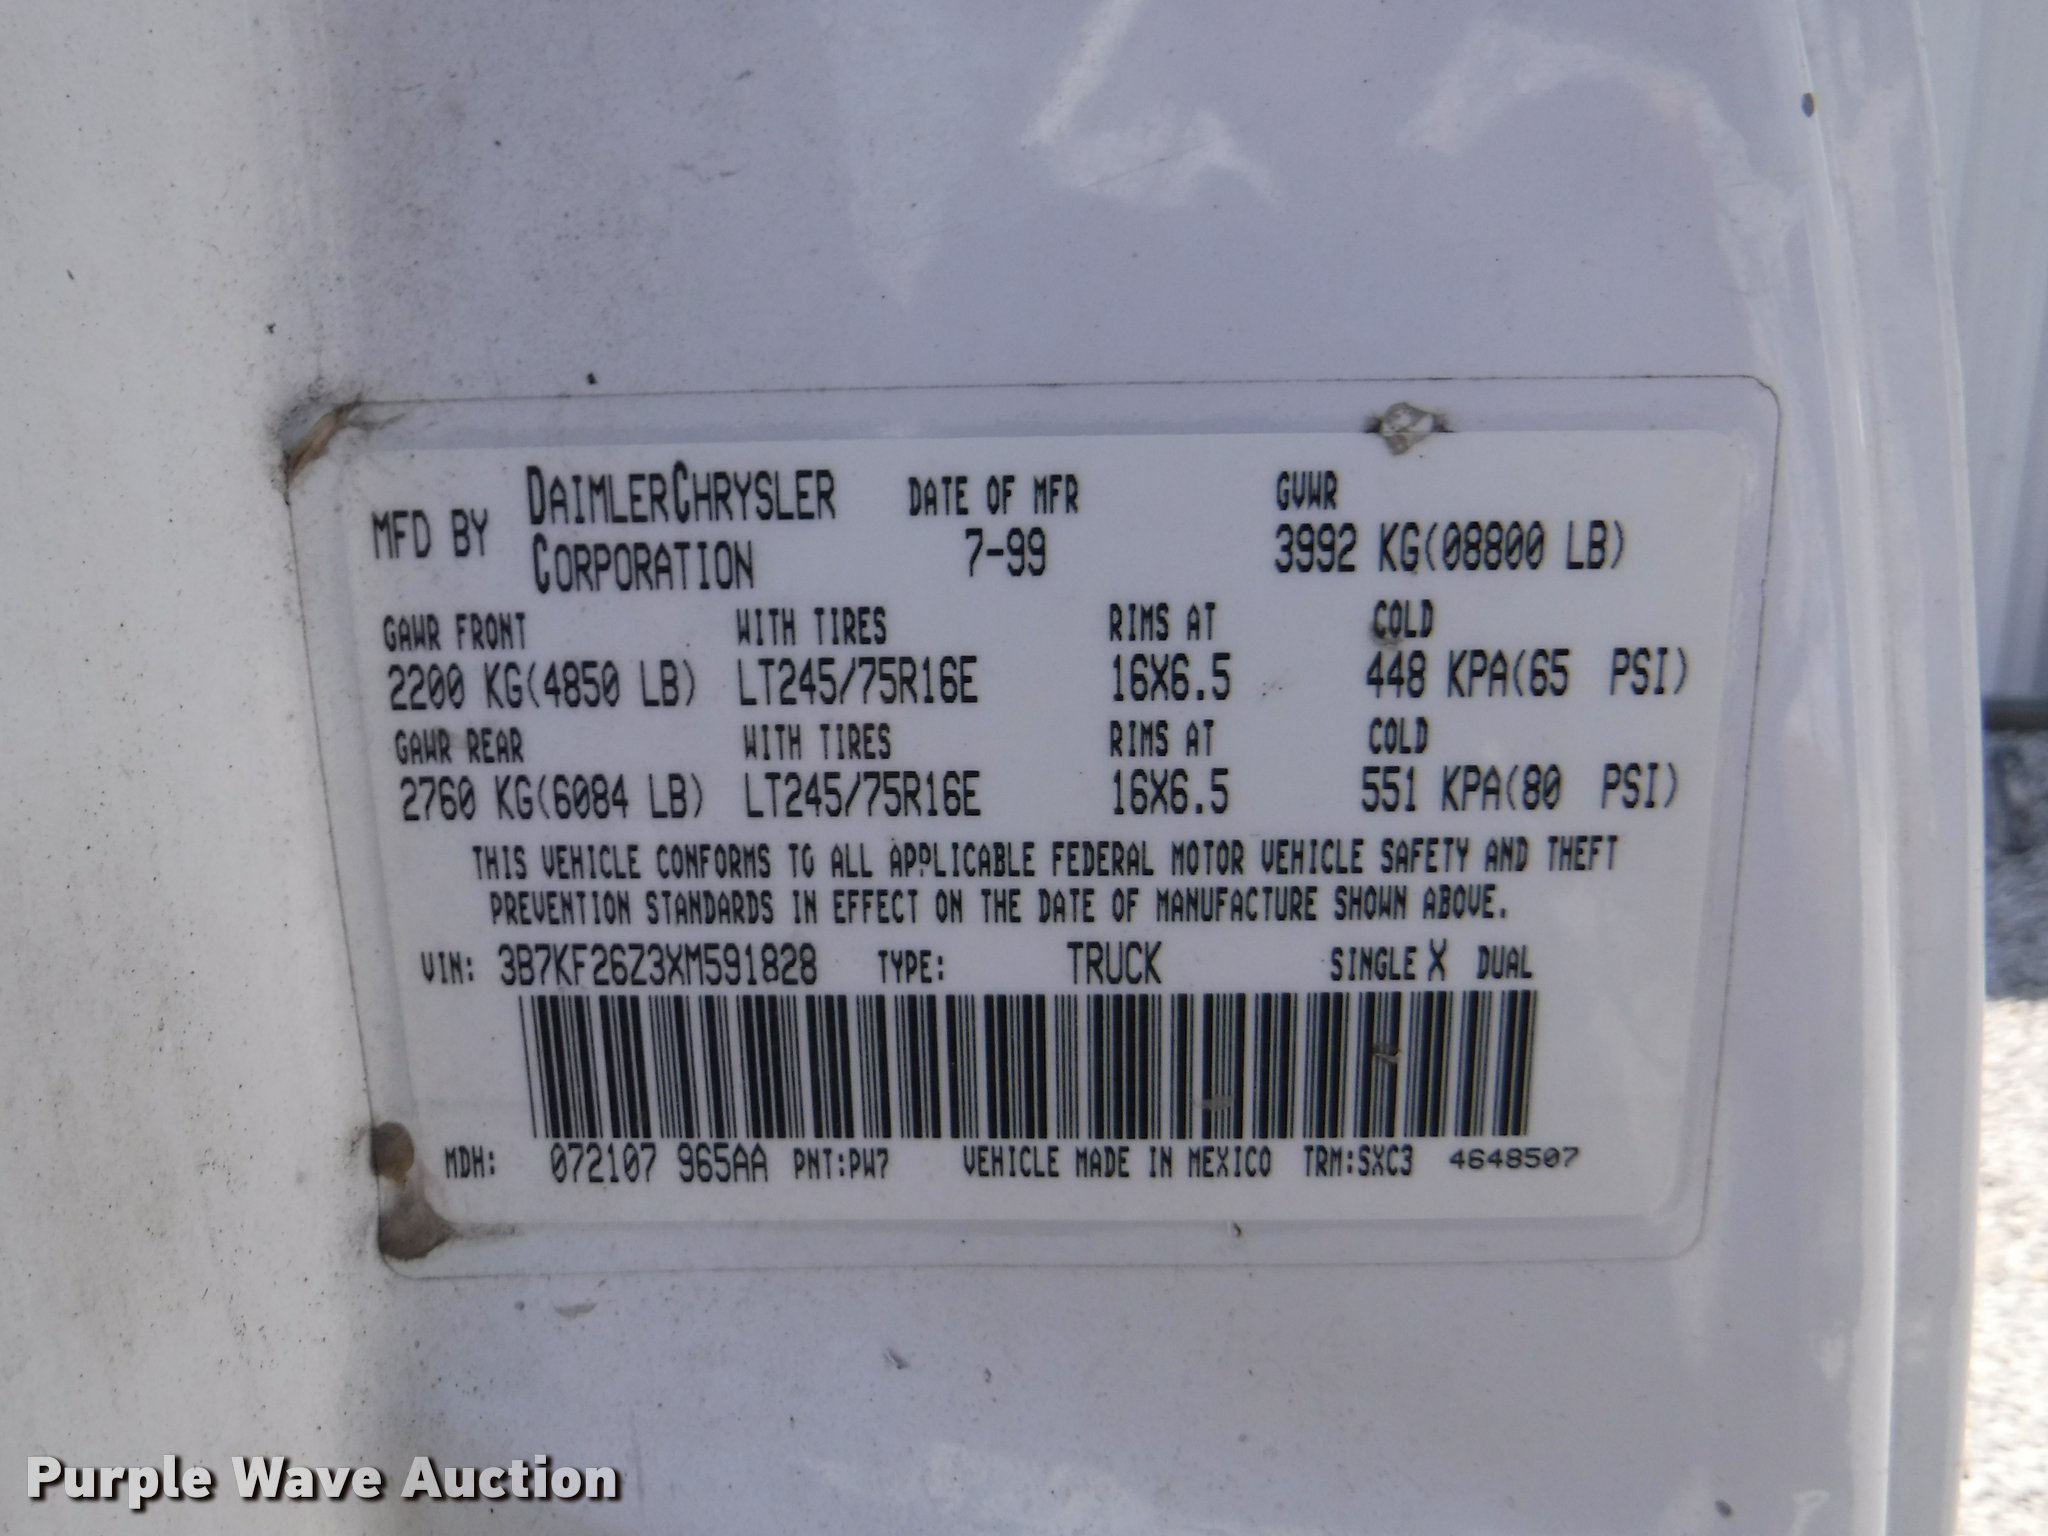 MFD BY DAIMLERCHRYSLER CORPORATION DATE OF MFR 7-99 GVWR 3992 KG(08800 LB)
GAWR FRONT WITH TIRES RIMS AT COLD
2200 KG(4850 LB) LT245/75R16E 16X6.5 448 KPA(65 PSI)
GAWR REAR WITH TIRES RIMS AT COLD
2760 KG(6084 LB) LT245/75R16E 16X6.5 551 KPA(80 PSI)
THIS VEHICLE CONFORMS TO ALL APPLICABLE FEDERAL MOTOR VEHICLE SAFETY AND THEFT
PREVENTION STANDARDS IN EFFECT ON THE DATE OF MANUFACTURE SHOWN ABOVE.
VIN: 3B7KF26Z3XM591828 TYPE: TRUCK SINGLE X DUAL
MDH: 072107 965AA PNT:PW7 VEHICLE MADE IN MEXICO TRM:SXC3 4648507
Purple Wave Auction